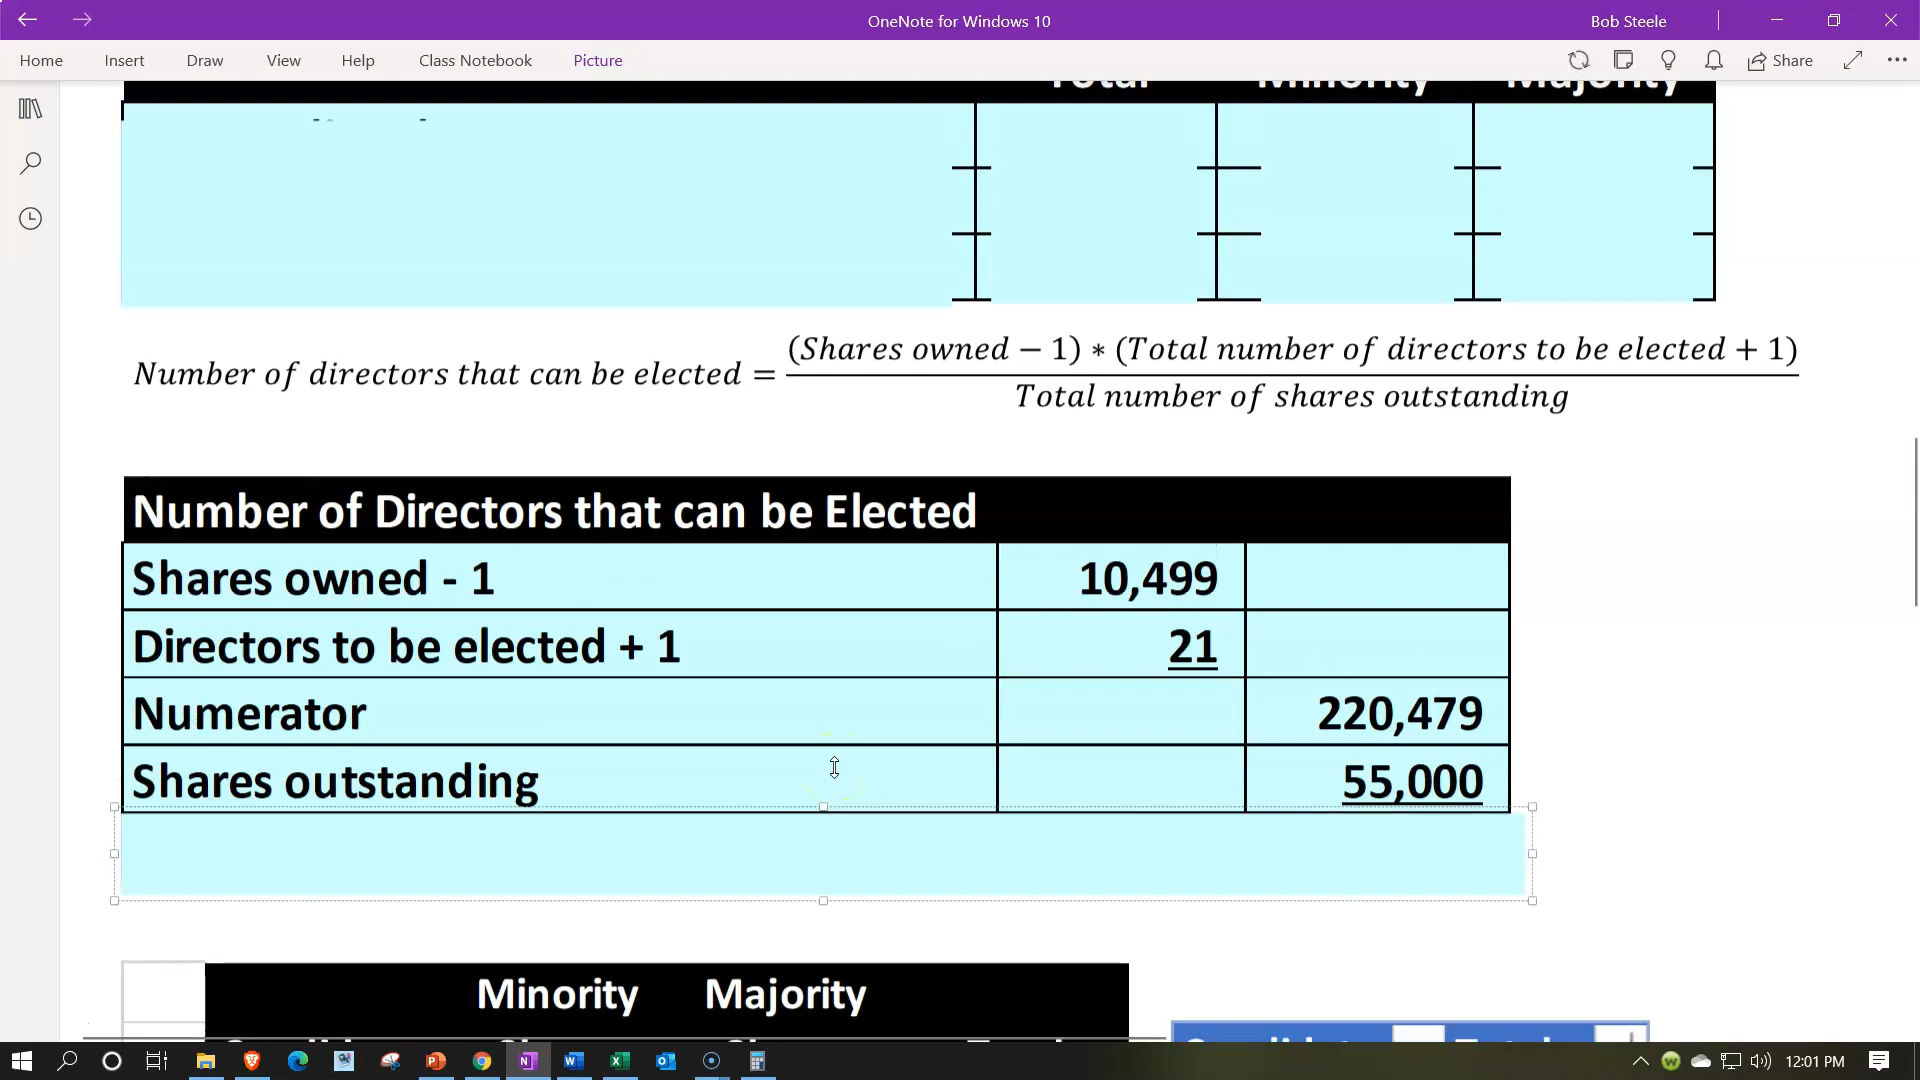 OneNote for Windows 10
Bob Steele
Home Insert Draw View Help Class Notebook Picture Share
Total Minority Majority
Number of directors that can be elected = (Shares owned − 1) ∗ (Total number of directors to be elected + 1)
Total number of shares outstanding
Number of Directors that can be Elected
Shares owned - 1 10,499
Directors to be elected + 1 21
Numerator 220,479
Shares outstanding 55,000
Minority Majority
12:01 PM